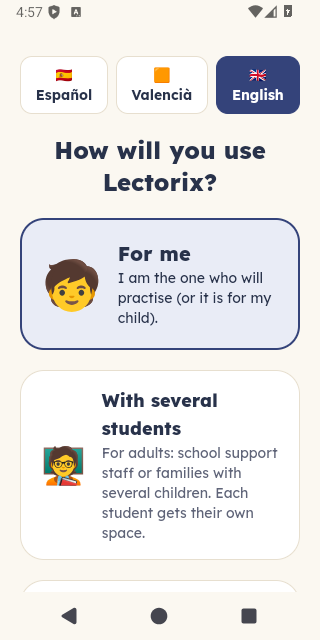 4:57
Español
Valencià
English
How will you use
Lectorix?
For me
I am the one who will
practise (or it is for my
child).
With several
students
For adults: school support
staff or families with
several children. Each
student gets their own
space.